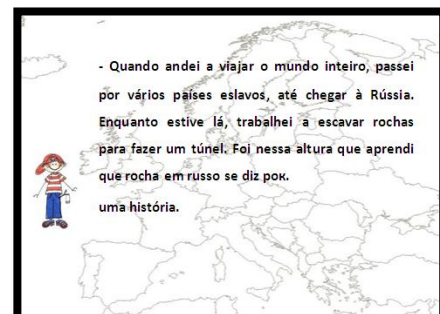 - Quando andei a viajar o mundo inteiro, passei
por vários países eslavos, até chegar à Rússia.
Enquanto estive lá, trabalhei a escavar rochas
para fazer um túnel. Foi nessa altura que aprendi
que rocha em russo se diz рок.
uma história.